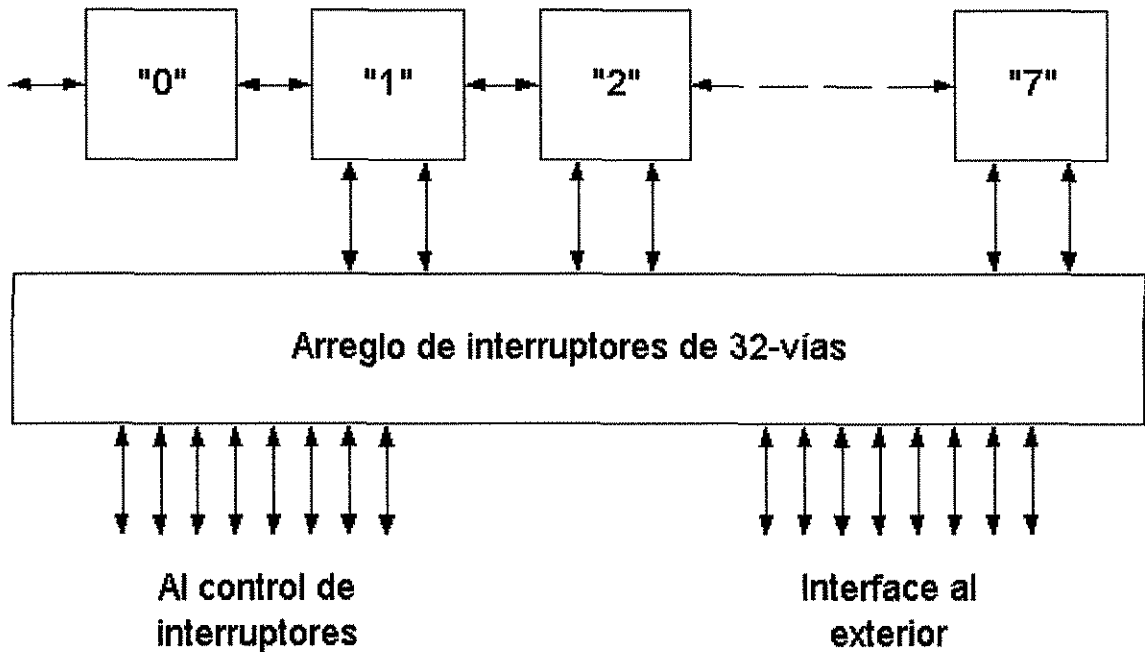 "0" "1" "2" "7"
Arreglo de interruptores de 32-vías
Al control de
interruptores
Interface al
exterior